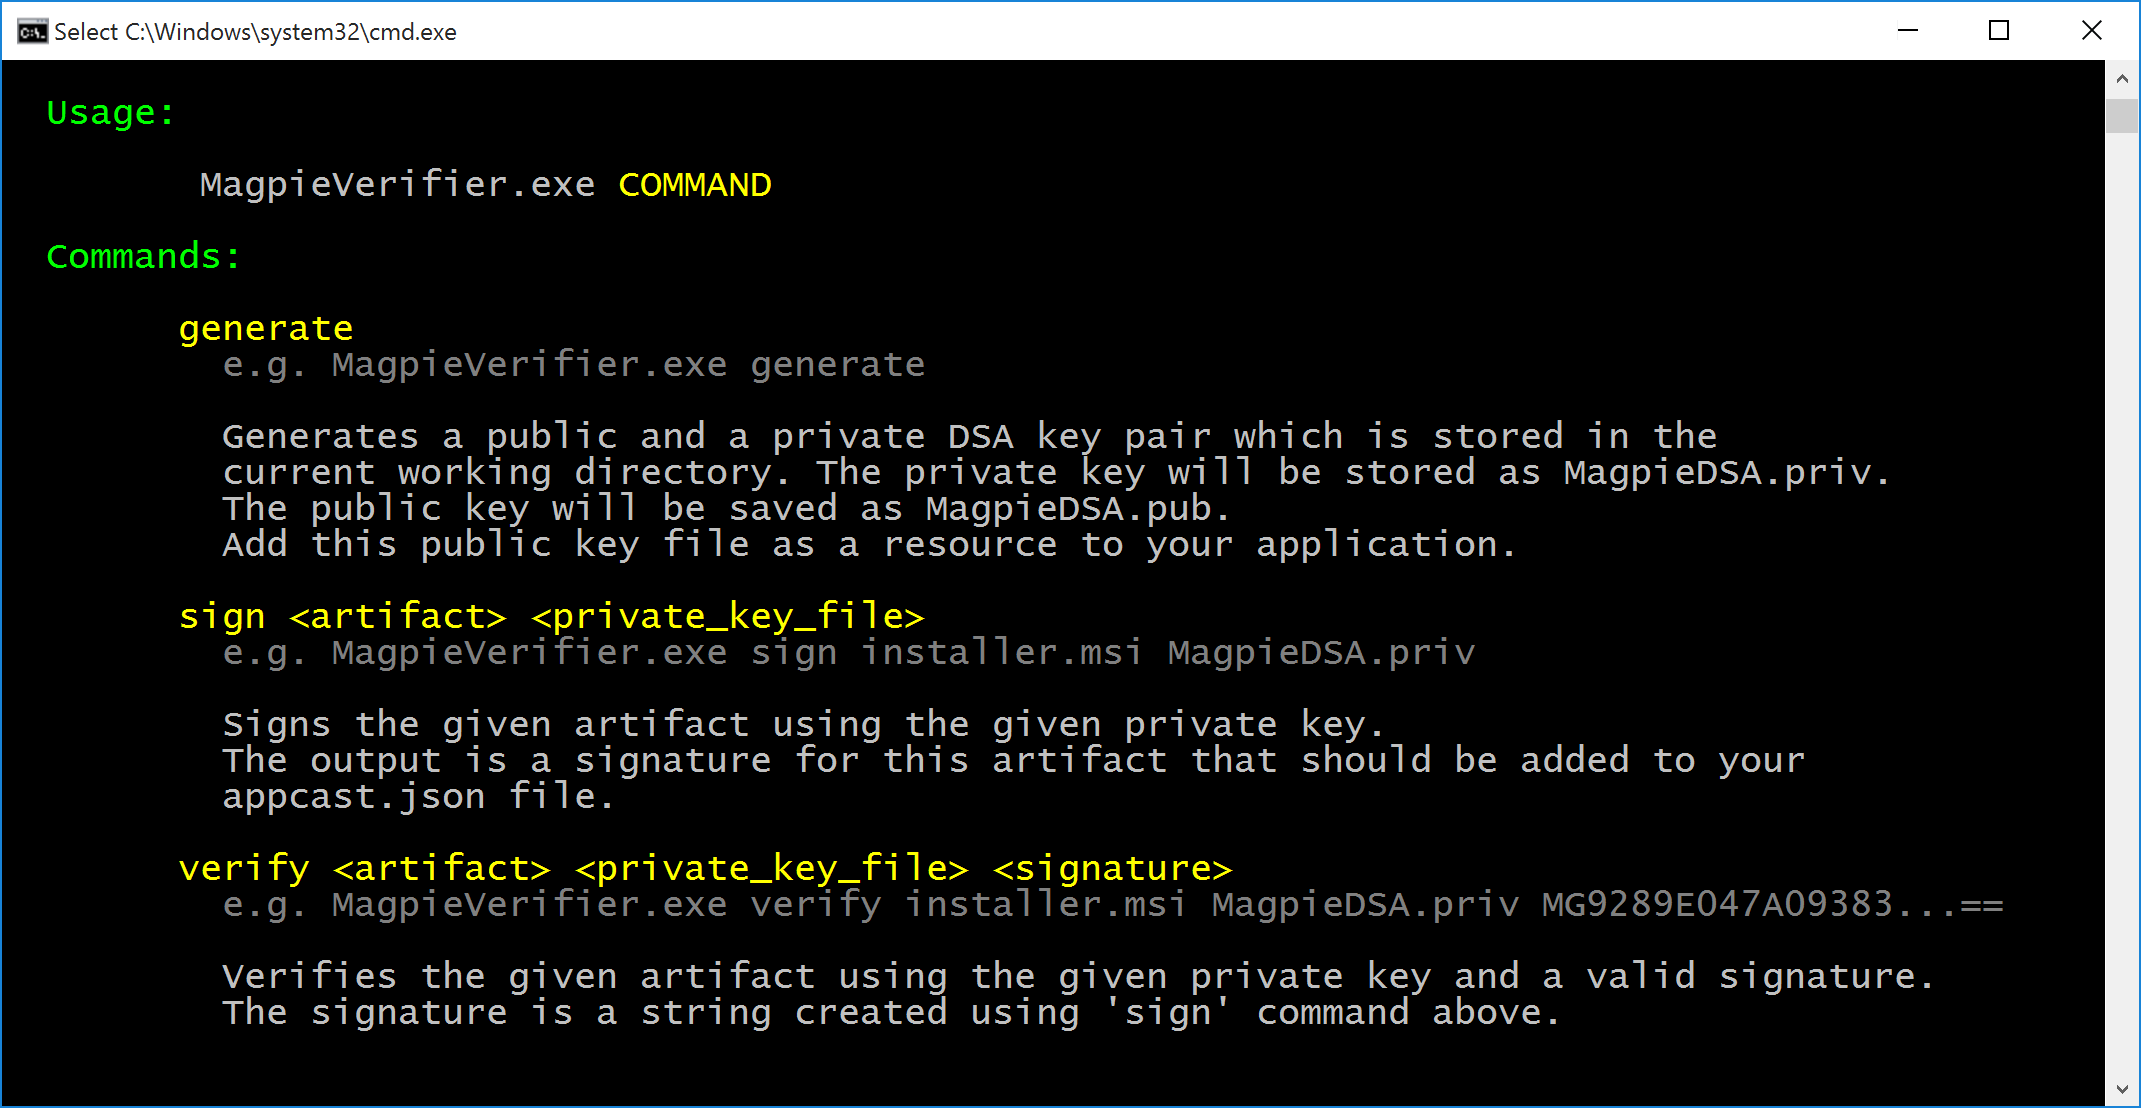 Select C:\Windows\system32\cmd.exe
Usage:
MagpieVerifier.exe COMMAND
Commands:
generate
e.g. MagpieVerifier.exe generate
Generates a public and a private DSA key pair which is stored in the
current working directory. The private key will be stored as MagpieDSA.priv.
The public key will be saved as MagpieDSA.pub.
Add this public key file as a resource to your application.
sign <artifact> <private_key_file>
e.g. MagpieVerifier.exe sign installer.msi MagpieDSA.priv
Signs the given artifact using the given private key.
The output is a signature for this artifact that should be added to your
appcast.json file.
verify <artifact> <private_key_file> <signature>
e.g. MagpieVerifier.exe verify installer.msi MagpieDSA.priv MG9289E047A09383...==
Verifies the given artifact using the given private key and a valid signature.
The signature is a string created using 'sign' command above.